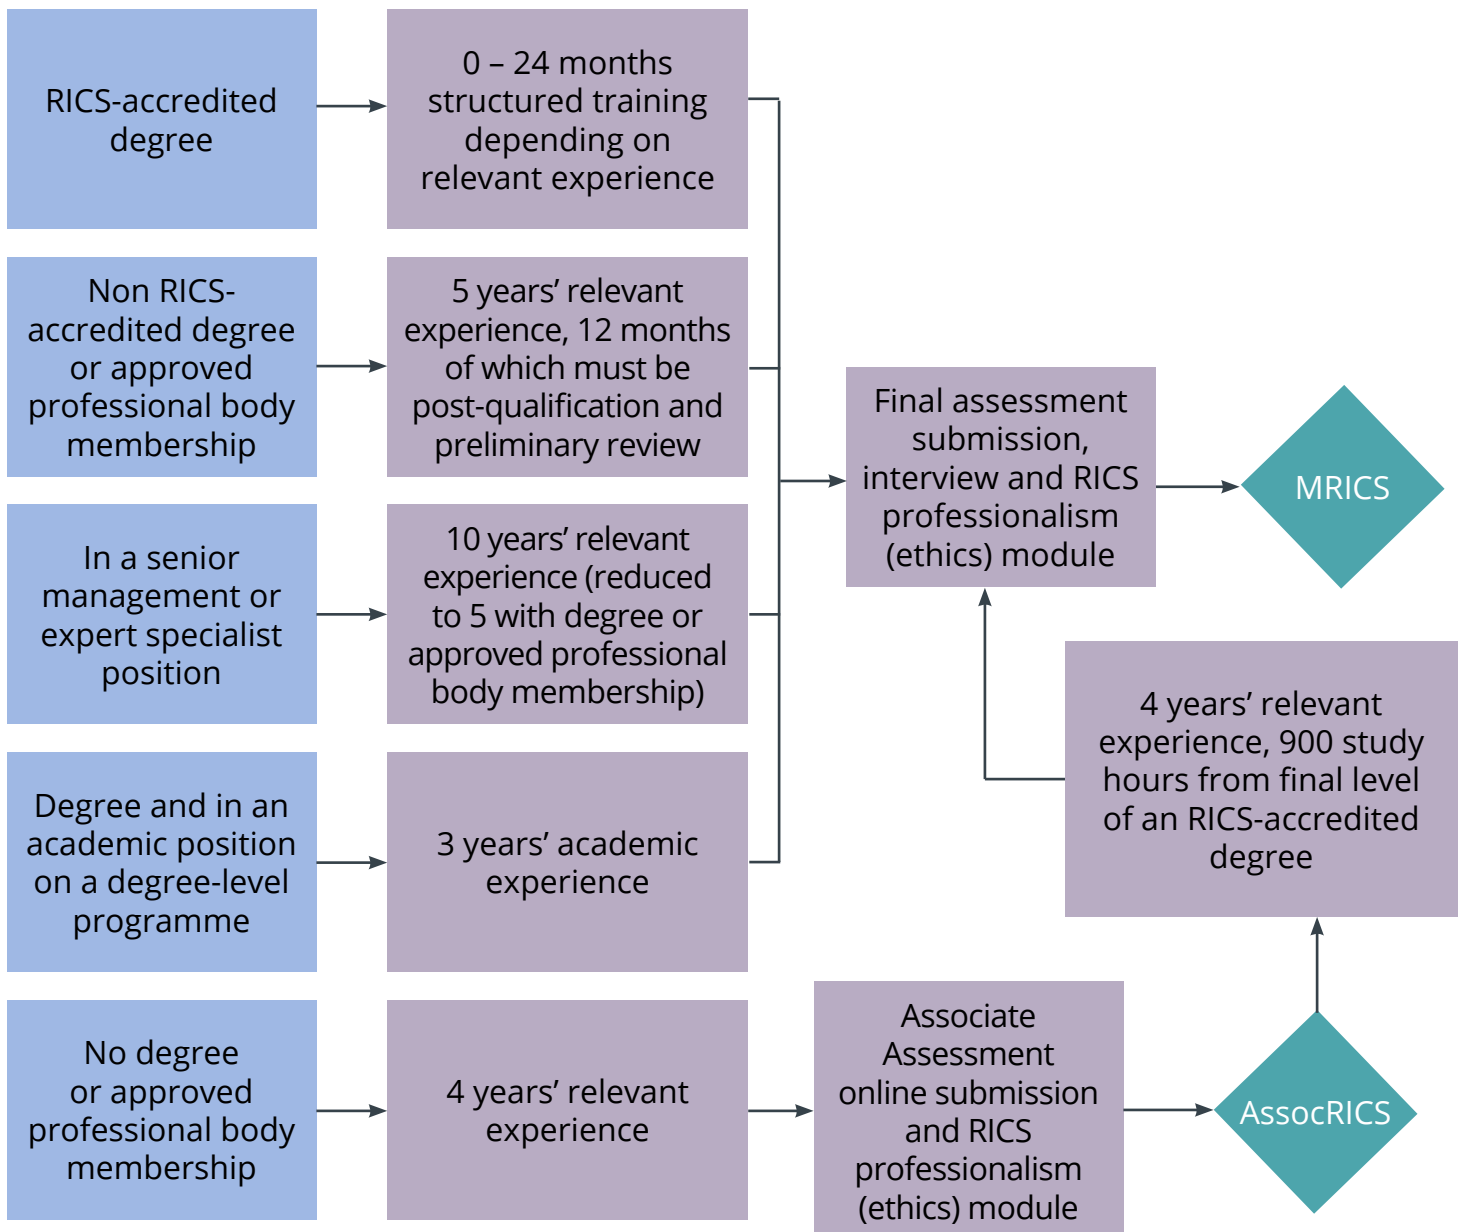 RICS-accredited
degree
0 – 24 months
structured training
depending on
relevant experience
Non RICS-
accredited degree
or approved
professional body
membership
5 years’ relevant
experience, 12 months
of which must be
post-qualification and
preliminary review
In a senior
management or
expert specialist
position
10 years’ relevant
experience (reduced
to 5 with degree or
approved professional
body membership)
Degree and in an
academic position
on a degree-level
programme
3 years’ academic
experience
No degree
or approved
professional body
membership
4 years’ relevant
experience
Associate
Assessment
online submission
and RICS
professionalism
(ethics) module
AssocRICS
4 years’ relevant
experience, 900 study
hours from final level
of an RICS-accredited
degree
Final assessment
submission,
interview and RICS
professionalism
(ethics) module
MRICS